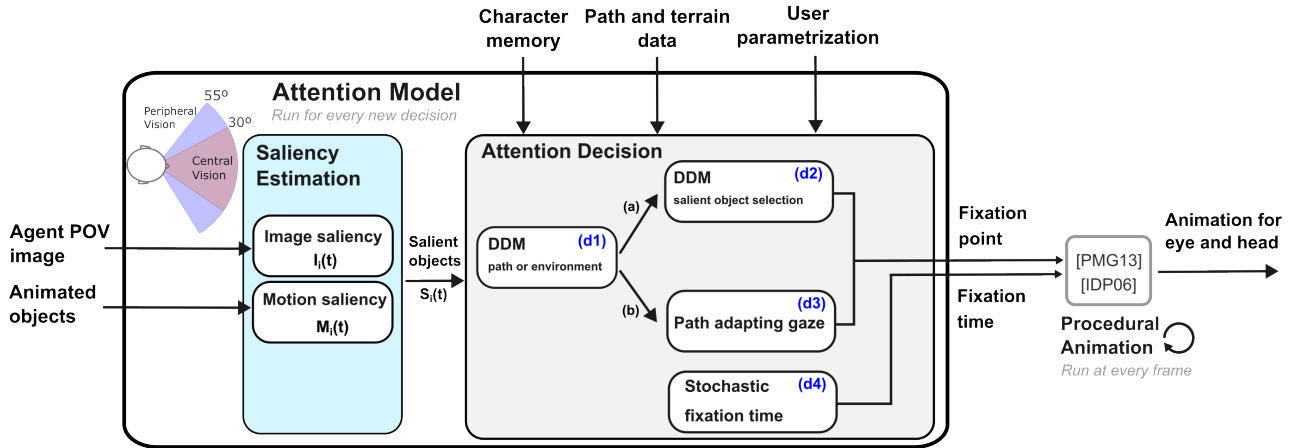 Character
memory
Path and terrain
data
User
parametrization
Attention Model
Run for every new decision
55º
30º
Peripheral
Vision
Central
Vision
Saliency
Estimation
Image saliency
Iᵢ(t)
Motion saliency
Mᵢ(t)
Agent POV
image
Animated
objects
Salient
objects
Sᵢ(t)
Attention Decision
DDM (d1)
path or environment
(a)
(b)
DDM (d2)
salient object selection
(d3)
Path adapting gaze
Stochastic (d4)
fixation time
Fixation
point
Fixation
time
[PMG13]
[IDP06]
Procedural
Animation
Run at every frame
Animation for
eye and head